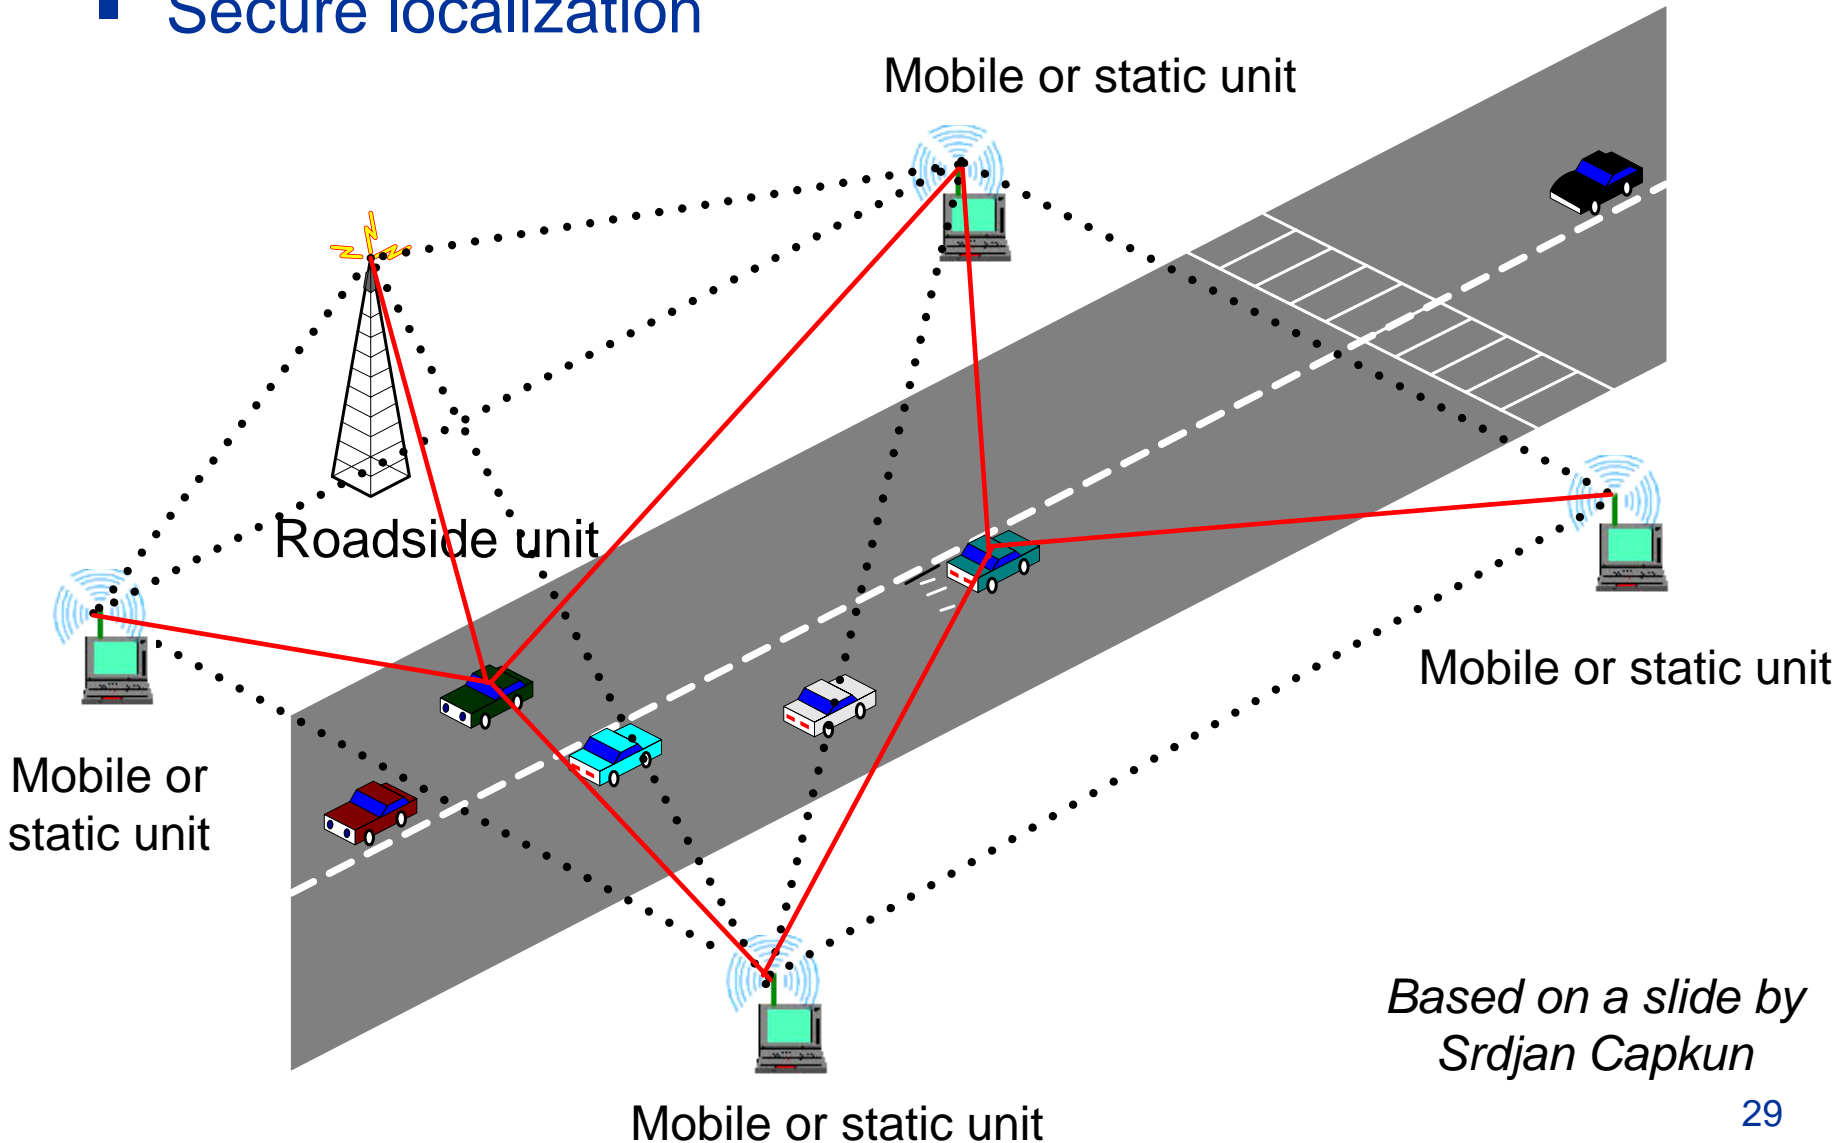 ▪ Secure localization
Mobile or static unit
Roadside unit
Mobile or static unit
Mobile or
static unit
Based on a slide by
Srdjan Capkun
Mobile or static unit
29